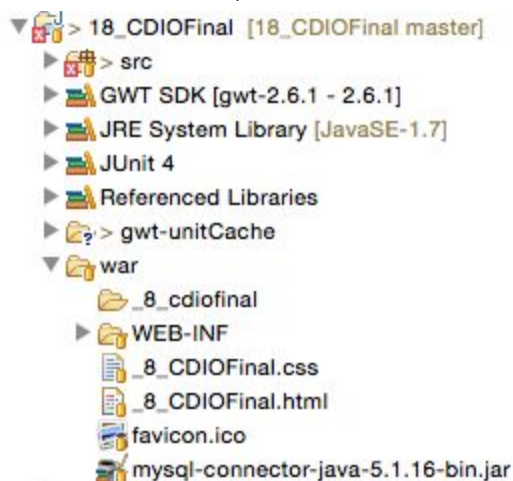 > 18_CDIOFinal [18_CDIOFinal master]
> src
GWT SDK [gwt-2.6.1 - 2.6.1]
JRE System Library [JavaSE-1.7]
JUnit 4
Referenced Libraries
> gwt-unitCache
war
_8_cdiofinal
WEB-INF
_8_CDIOFinal.css
_8_CDIOFinal.html
favicon.ico
mysql-connector-java-5.1.16-bin.jar